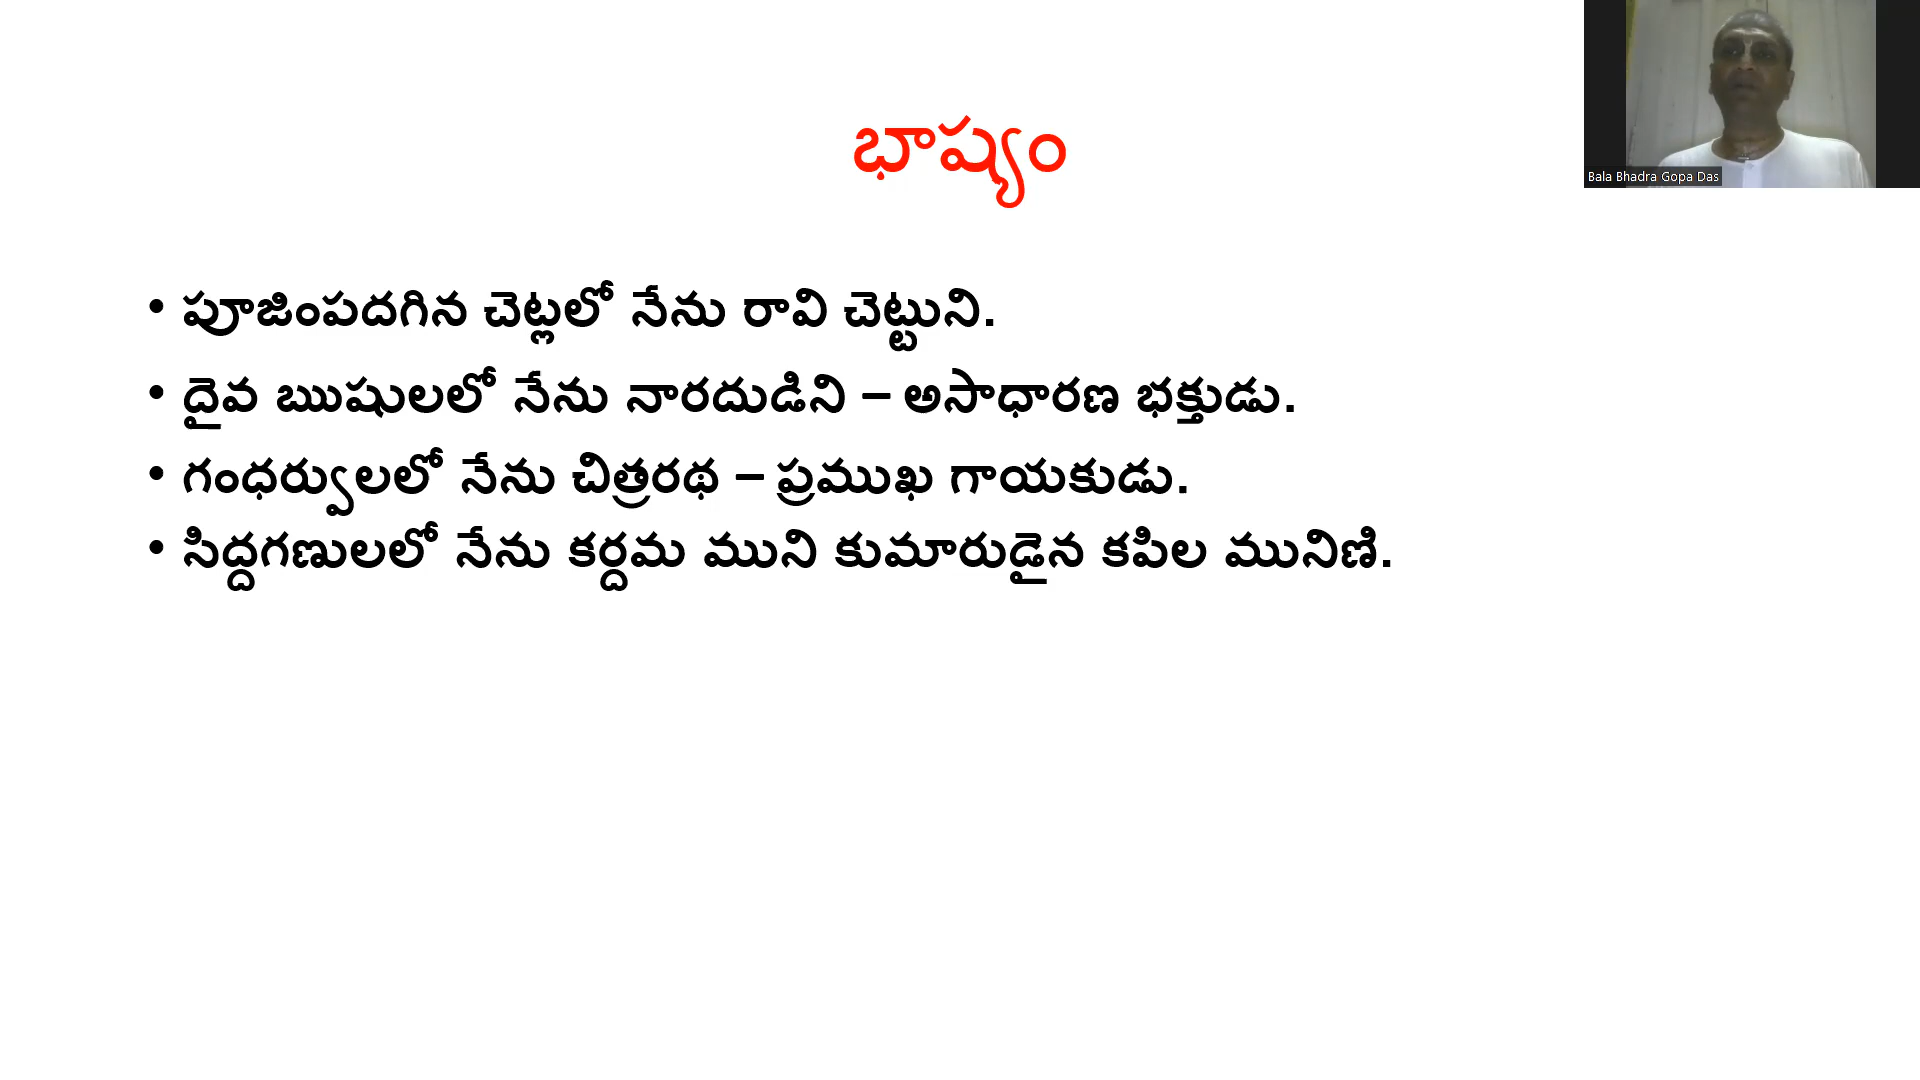 భాష్యం
• పూజింపదగిన చెట్లలో నేను రావి చెట్టుని.
• దైవ ఋషులలో నేను నారదుడిని – అసాధారణ భక్తుడు.
• గంధర్వులలో నేను చిత్రరథ – ప్రముఖ గాయకుడు.
• సిద్దగణులలో నేను కర్దమ ముని కుమారుడైన కపిల మునిణి.
Bala Bhadra Gopa Das